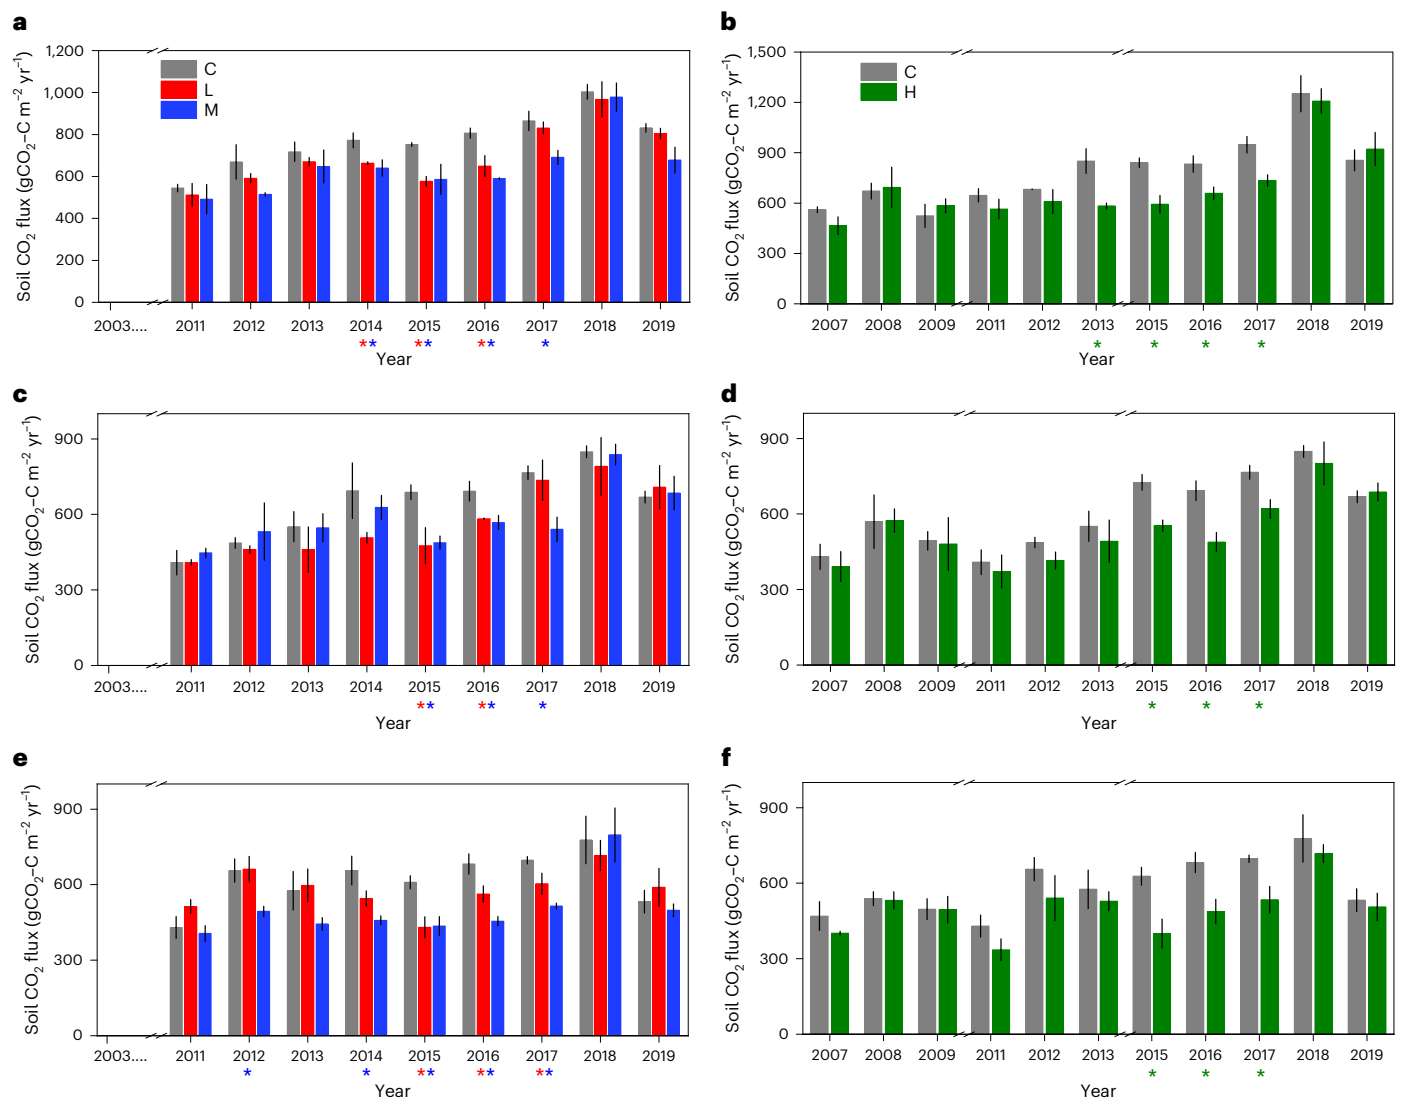 a
Soil CO2 flux (gCO2–C m−2 yr−1)
1,200
1,000
800
600
400
200
0
C
L
M
2003.... 2011 2012 2013 2014 2015 2016 2017 2018 2019
** ** ** *
Year
b
Soil CO2 flux (gCO2–C m−2 yr−1)
1,500
1,200
900
600
300
0
C
H
2007 2008 2009 2011 2012 2013 2015 2016 2017 2018 2019
* * * *
Year
c
Soil CO2 flux (gCO2–C m−2 yr−1)
900
600
300
0
2003.... 2011 2012 2013 2014 2015 2016 2017 2018 2019
** ** *
Year
d
Soil CO2 flux (gCO2–C m−2 yr−1)
900
600
300
0
2007 2008 2009 2011 2012 2013 2015 2016 2017 2018 2019
* * *
Year
e
Soil CO2 flux (gCO2–C m−2 yr−1)
900
600
300
0
2003.... 2011 2012 2013 2014 2015 2016 2017 2018 2019
* * ** ** **
Year
f
Soil CO2 flux (gCO2–C m−2 yr−1)
900
600
300
0
2007 2008 2009 2011 2012 2013 2015 2016 2017 2018 2019
* * *
Year